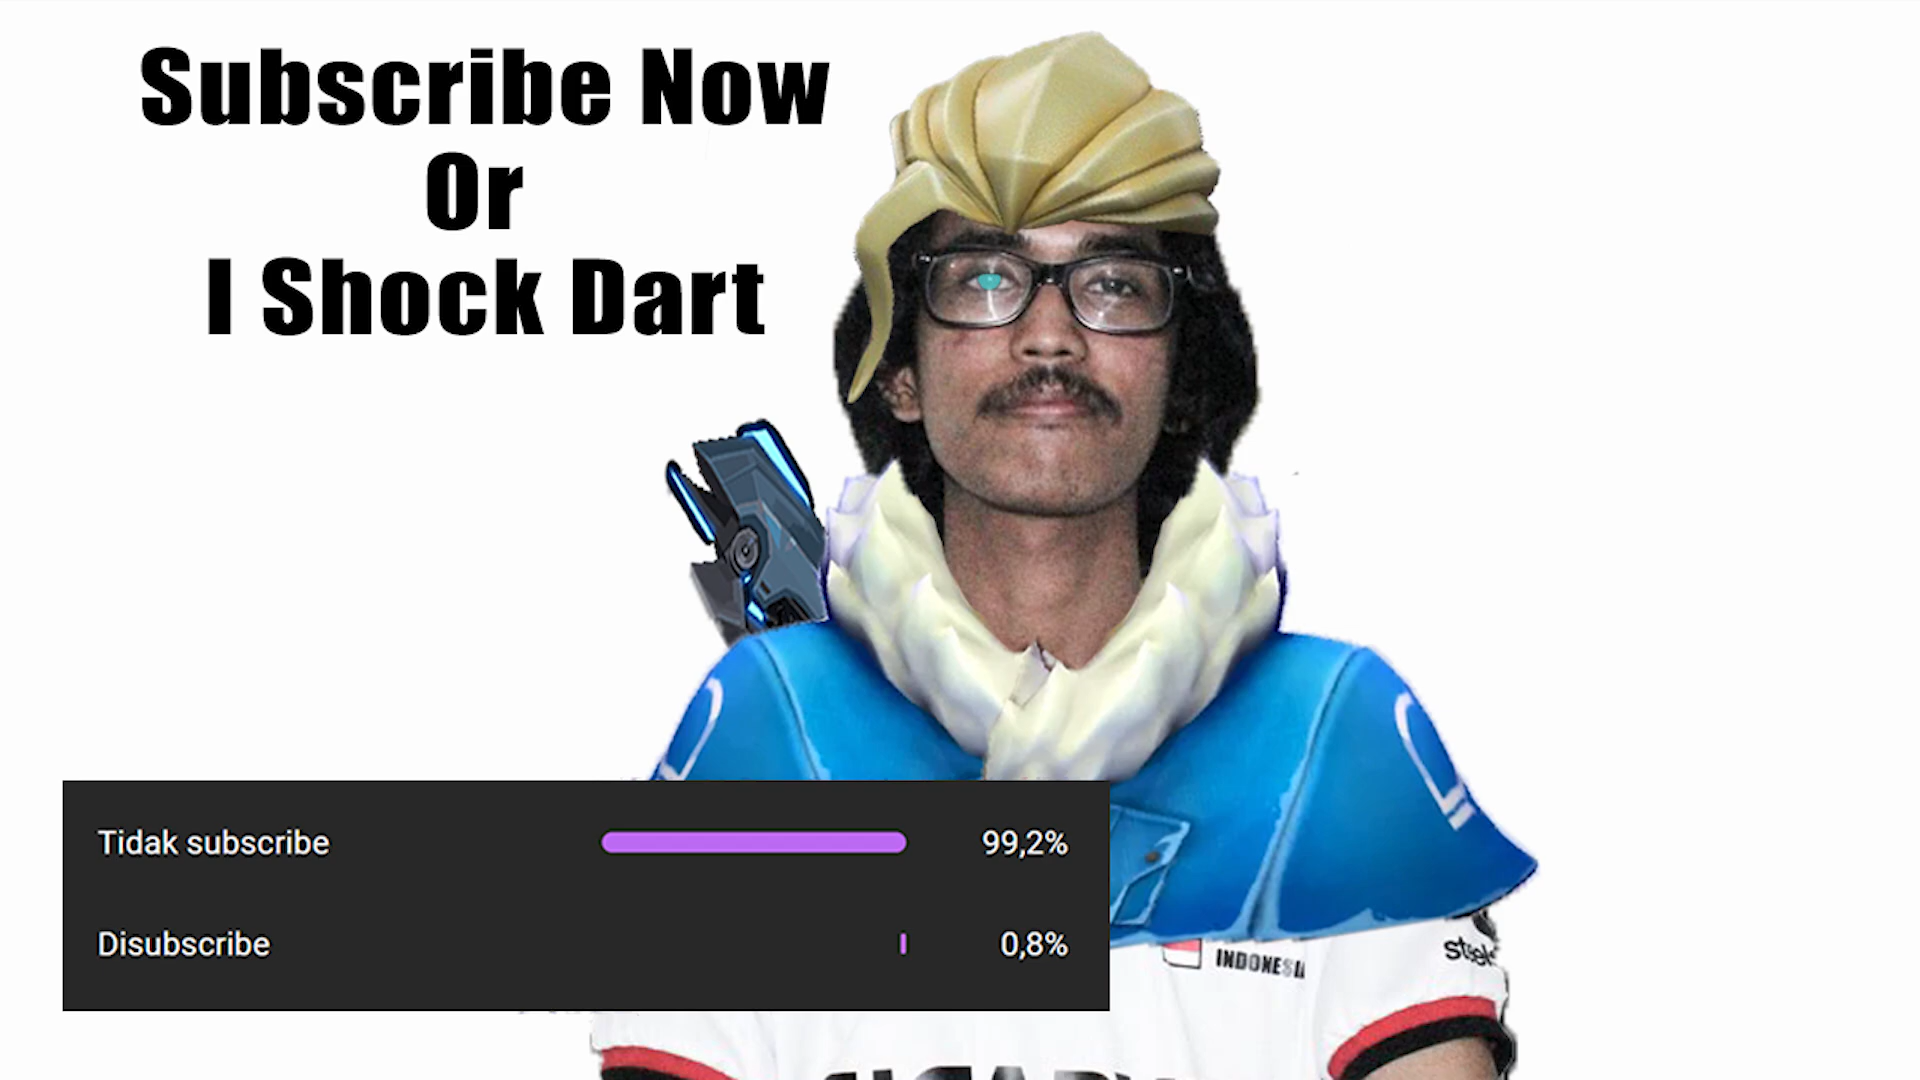 Subscribe Now
Or
I Shock Dart
Tidak subscribe 99,2%
Disubscribe 0,8%
INDONESIA